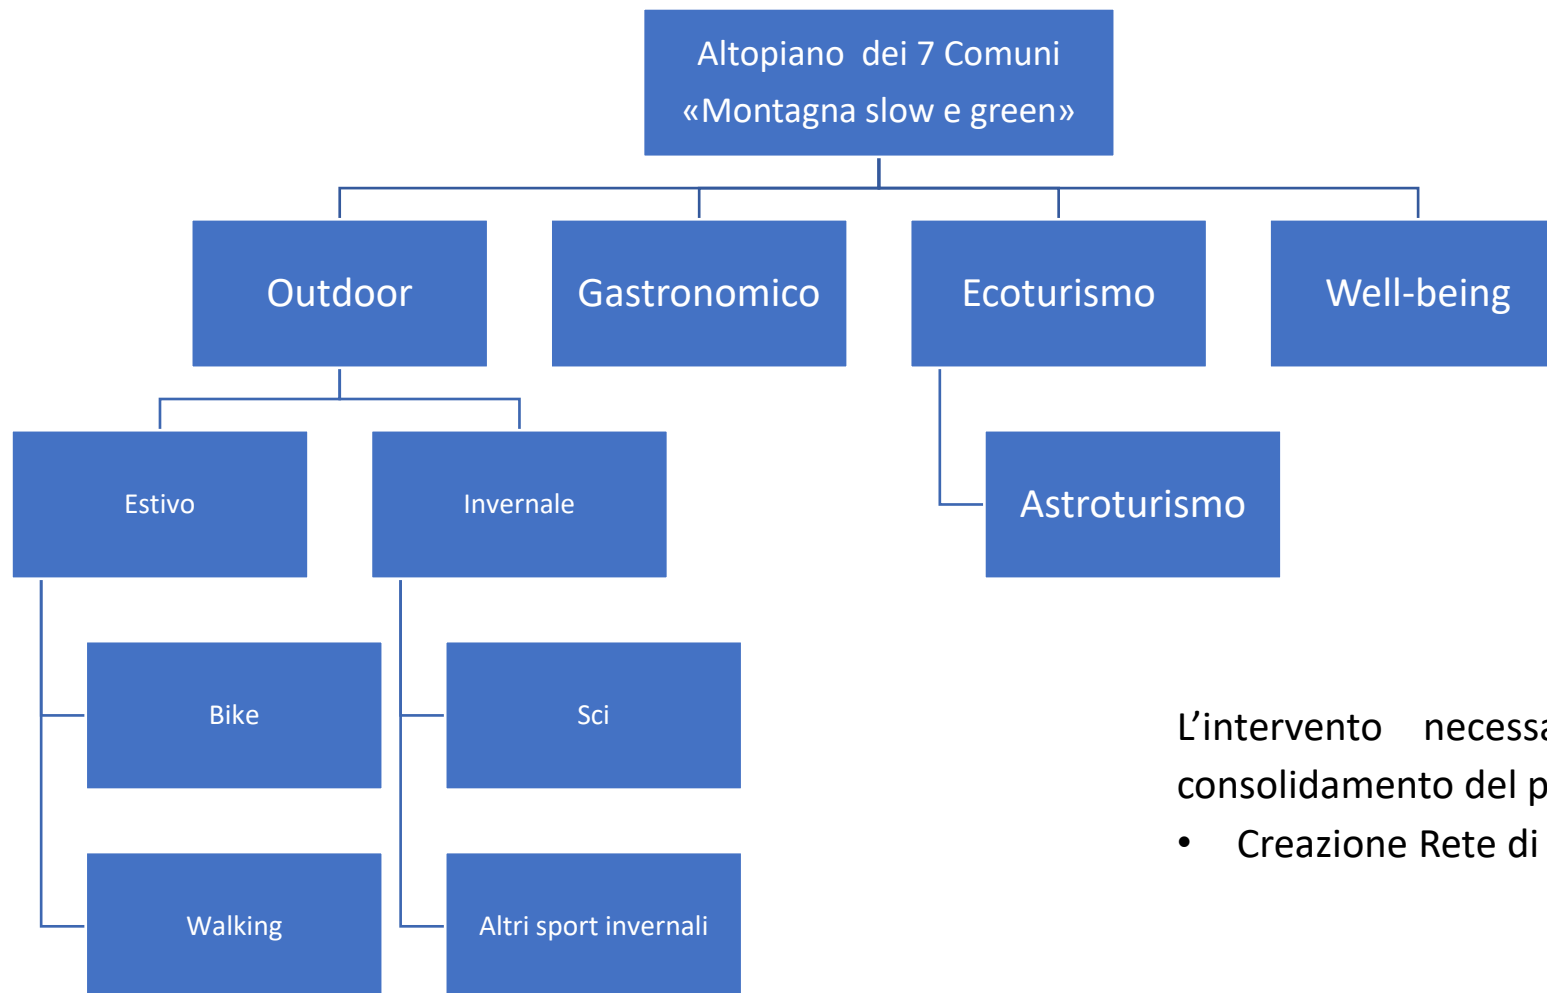 Altopiano dei 7 Comuni
«Montagna slow e green»
Outdoor
Gastronomico
Ecoturismo
Well-being
Estivo
Invernale
Astroturismo
Bike
Sci
Walking
Altri sport invernali
L’intervento
consolidamento del
• Creazione Rete di